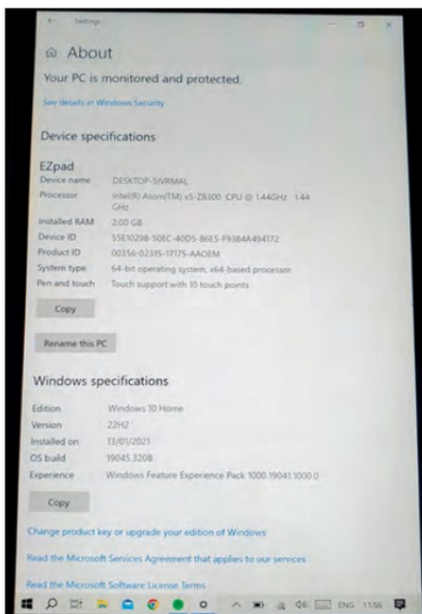 Settings
About
Your PC is monitored and protected.
See details in Windows Security
Device specifications
EZpad
Device name DESKTOP-SIVRMAL
Processor Intel(R) Atom(TM) x5-Z8300 CPU @ 1.44GHz 1.44
GHz
Installed RAM 2.00 GB
Device ID 55E10298-50EC-40D5-B6E5-F93B4A494172
Product ID 00356-02315-17175-AAOEM
System type 64-bit operating system, x64-based processor
Pen and touch Touch support with 10 touch points
Copy
Rename this PC
Windows specifications
Edition Windows 10 Home
Version 22H2
Installed on 13/01/2021
OS build 19045.3208
Experience Windows Feature Experience Pack 1000.19041.1000.0
Copy
Change product key or upgrade your edition of Windows
Read the Microsoft Services Agreement that applies to our services
Read the Microsoft Software License Terms
ENG 11:56